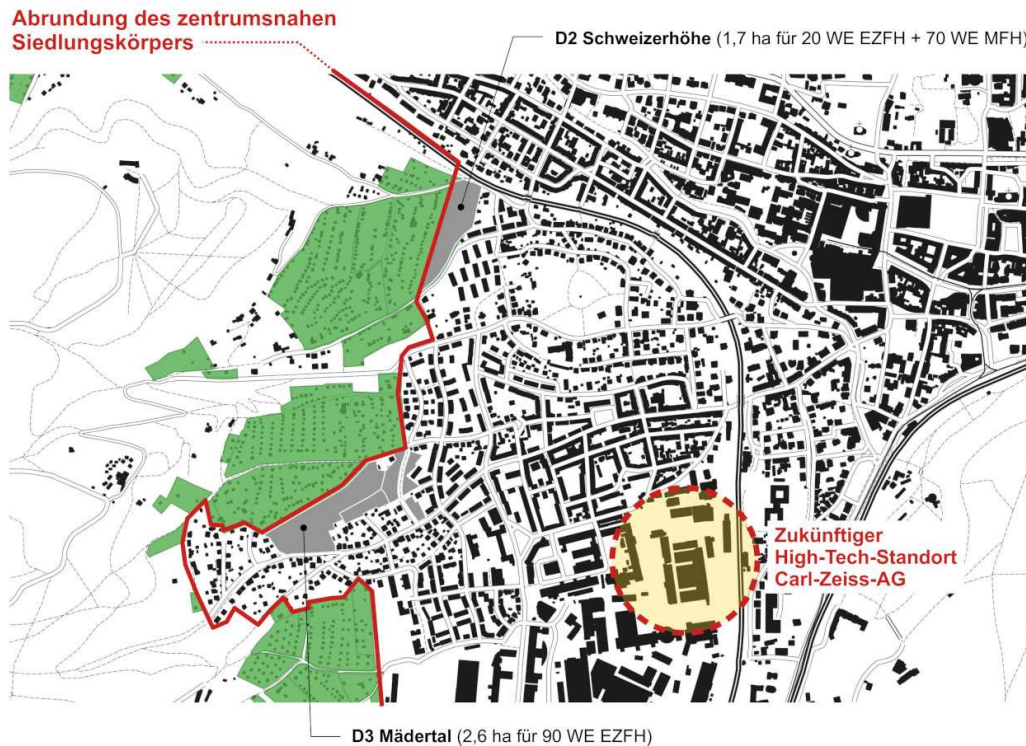 Abrundung des zentrumsnahen
Siedlungskörpers
D2 Schweizerhöhe (1,7 ha für 20 WE EZFH + 70 WE MFH)
Zukünftiger
High-Tech-Standort
Carl-Zeiss-AG
D3 Mädertal (2,6 ha für 90 WE EZFH)